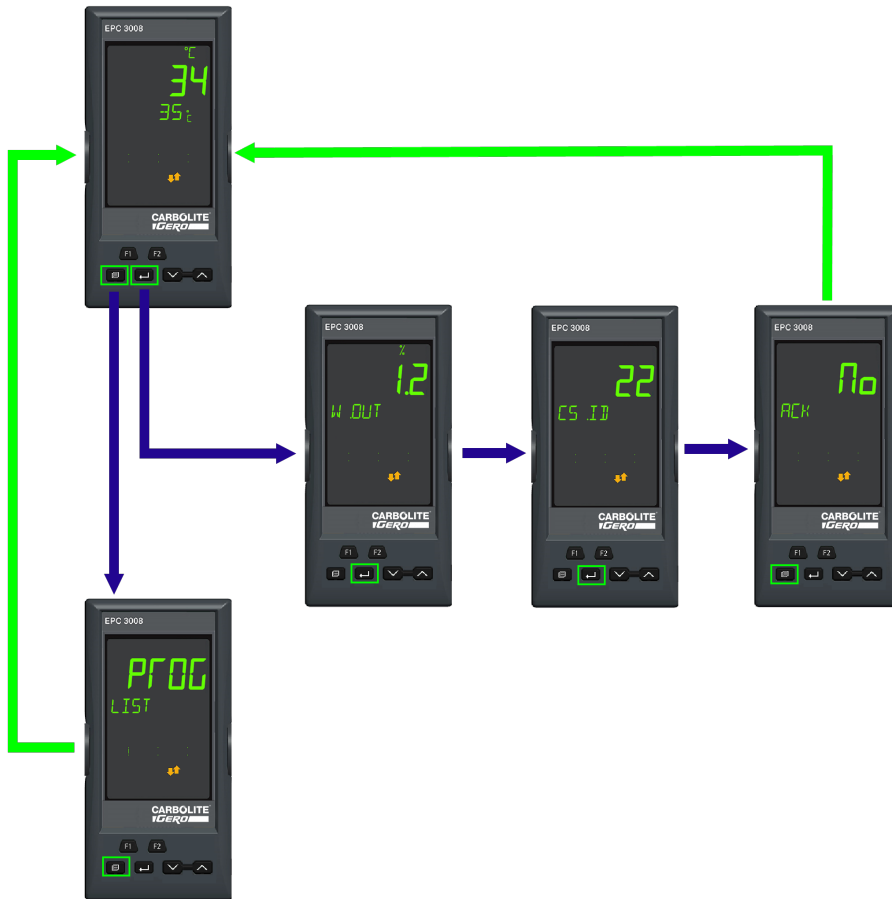 EPC 3008
°C
34
35°C
CARBOLITE
GERO
F1 F2
EPC 3008
%
1.2
W.OUT
CARBOLITE
GERO
F1 F2
EPC 3008
22
CS.ID
CARBOLITE
GERO
F1 F2
EPC 3008
No
ACK
CARBOLITE
GERO
F1 F2
EPC 3008
PrOG
LIST
1
CARBOLITE
GERO
F1 F2